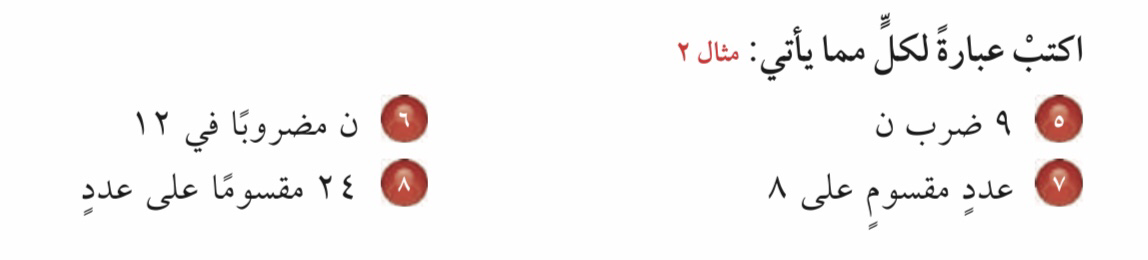 اكتبْ عبارةً لكلٍّ مما يأتي: مثال ٢
٥ ٩ ضرب ن
٦ ن مضروبًا في ١٢
٧ عددٍ مقسومٍ على ٨
٨ ٢٤ مقسومًا على عددٍ